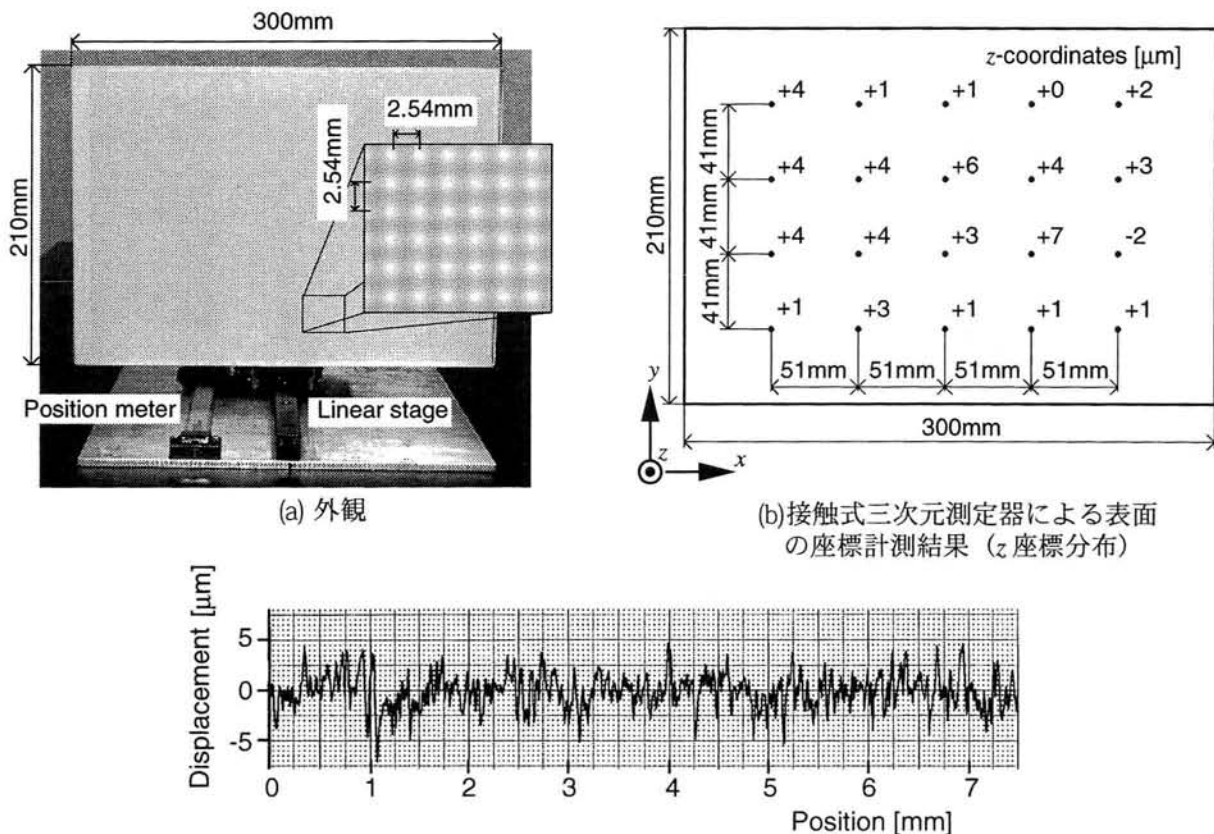 300mm
210mm
2.54mm
2.54mm
Position meter
Linear stage
(a) 外観
z-coordinates [μm]
+4 +1 +1 +0 +2
41mm
+4 +4 +6 +4 +3
41mm
210mm
+4 +4 +3 +7 -2
41mm
+1 +3 +1 +1 +1
51mm 51mm 51mm 51mm
y
z
x
300mm
(b)接触式三次元測定器による表面
の座標計測結果（z座標分布）
Displacement [μm]
5
0
-5
0 1 2 3 4 5 6 7
Position [mm]